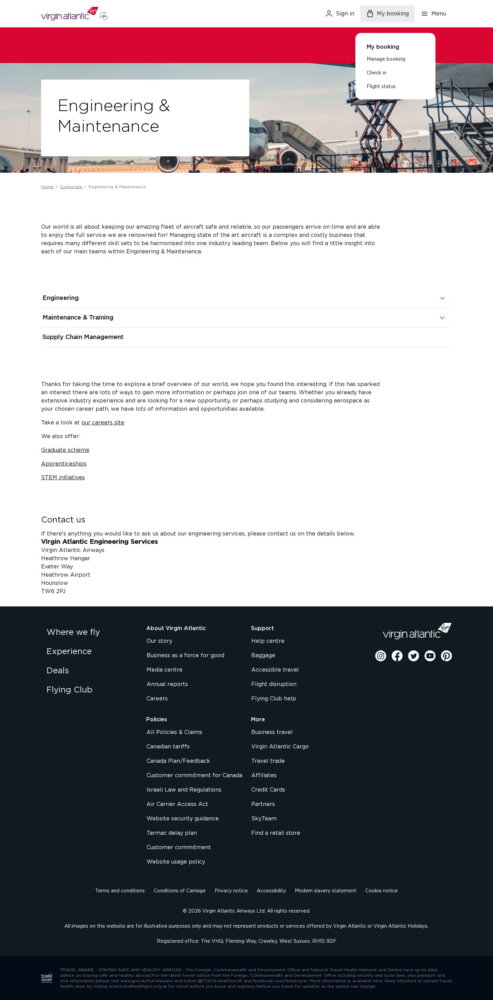 virgin atlantic
Sign in
My booking
Menu
My booking
Manage booking
Check in
Flight status
Engineering &
Maintenance
Home > Corporate > Engineering & Maintenance
Our world is all about keeping our amazing fleet of aircraft safe and reliable, so our passengers arrive on time and are able
to enjoy the full service we are renowned for! Managing state of the art aircraft is a complex and costly business that
requires many different skill sets to be harmonised into one industry leading team. Below you will find a little insight into
each of our main teams within Engineering & Maintenance.
Engineering
Maintenance & Training
Supply Chain Management
Thanks for taking the time to explore a brief overview of our world, we hope you found this interesting. If this has sparked
an interest there are lots of ways to gain more information or perhaps join one of our teams. Whether you already have
extensive industry experience and are looking for a new opportunity, or perhaps studying and considering aerospace as
your chosen career path, we have lots of information and opportunities available.
Take a look at our careers site
We also offer:
Graduate scheme
Apprenticeships
STEM initiatives
Contact us
If there's anything you would like to ask us about our engineering services, please contact us on the details below.
Virgin Atlantic Engineering Services
Virgin Atlantic Airways
Heathrow Hangar
Exeter Way
Heathrow Airport
Hounslow
TW6 2PJ
Where we fly
Experience
Deals
Flying Club
About Virgin Atlantic
Our story
Business as a force for good
Media centre
Annual reports
Careers
Support
Help centre
Baggage
Accessible travel
Flight disruption
Flying Club help
virgin atlantic
Policies
All Policies & Claims
Canadian tariffs
Canada Plan/Feedback
Customer commitment for Canada
Israeli Law and Regulations
Air Carrier Access Act
Website security guidance
Tarmac delay plan
Customer commitment
Website usage policy
More
Business travel
Virgin Atlantic Cargo
Travel trade
Affiliates
Credit Cards
Partners
SkyTeam
Find a retail store
Terms and conditions Conditions of Carriage Privacy notice Accessibility Modern slavery statement Cookie notice
© 2026 Virgin Atlantic Airways Ltd. All rights reserved.
All images on this website are for illustrative purposes only and may not represent products or services offered by Virgin Atlantic or Virgin Atlantic Holidays.
Registered office: The VHQ, Fleming Way, Crawley, West Sussex, RH10 9DF
travel
aware
TRAVEL AWARE – STAYING SAFE AND HEALTHY ABROAD - The Foreign, Commonwealth and Development Office and National Travel Health Network and Centre have up to date
advice on staying safe and healthy abroad.For the latest travel advice from the Foreign, Commonwealth and Development Office including security and local laws, plus passport and
visa information please visit www.gov.uk/travelaware and follow @FCDOtravelGovUK and facebook.com/fcdotravel. More information is available here. Keep informed of current travel
health news by visiting www.travelhealthpro.org.uk Do check before you book and regularly before you travel for updates as the advice can change.